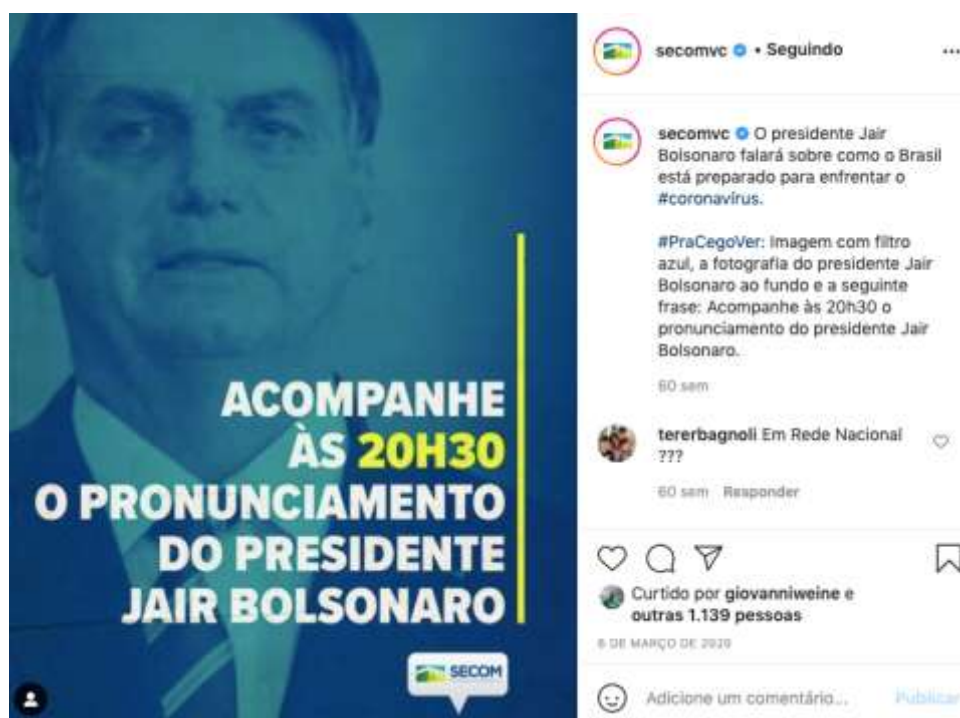 ACOMPANHE
ÀS 20H30
O PRONUNCIAMENTO
DO PRESIDENTE
JAIR BOLSONARO
SECOM
secomvc • Seguindo
secomvc O presidente Jair
Bolsonaro falará sobre como o Brasil
está preparado para enfrentar o
#coronavírus.
#PraCegoVer: Imagem com filtro
azul, a fotografia do presidente Jair
Bolsonaro ao fundo e a seguinte
frase: Acompanhe às 20h30 o
pronunciamento do presidente Jair
Bolsonaro.
60 sem
tererbagnoli Em Rede Nacional
???
60 sem Responder
Curtido por giovanniweine e
outras 1.139 pessoas
6 DE MARÇO DE 2020
Adicione um comentário... Publicar